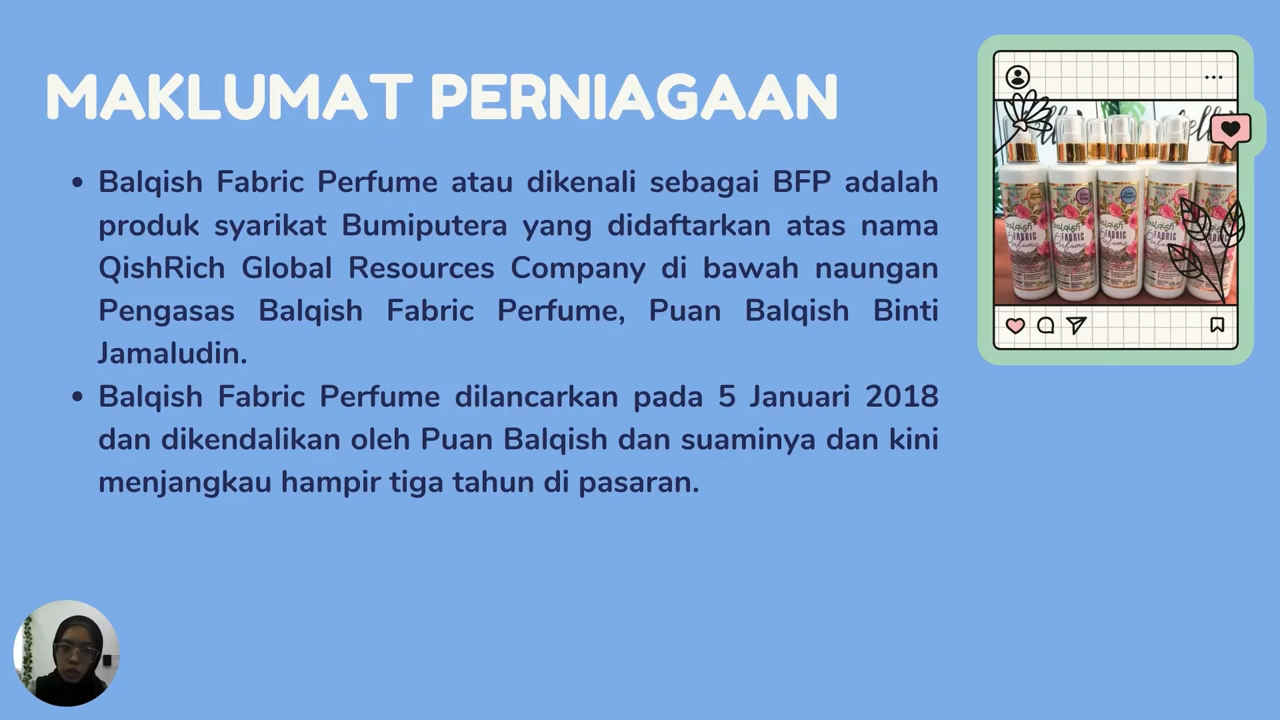 MAKLUMAT PERNIAGAAN
Balqish Fabric Perfume atau dikenali sebagai BFP adalah
produk syarikat Bumiputera yang didaftarkan atas nama
QishRich Global Resources Company di bawah naungan
Pengasas Balqish Fabric Perfume, Puan Balqish Binti
Jamaludin.
Balqish Fabric Perfume dilancarkan pada 5 Januari 2018
dan dikendalikan oleh Puan Balqish dan suaminya dan kini
menjangkau hampir tiga tahun di pasaran.